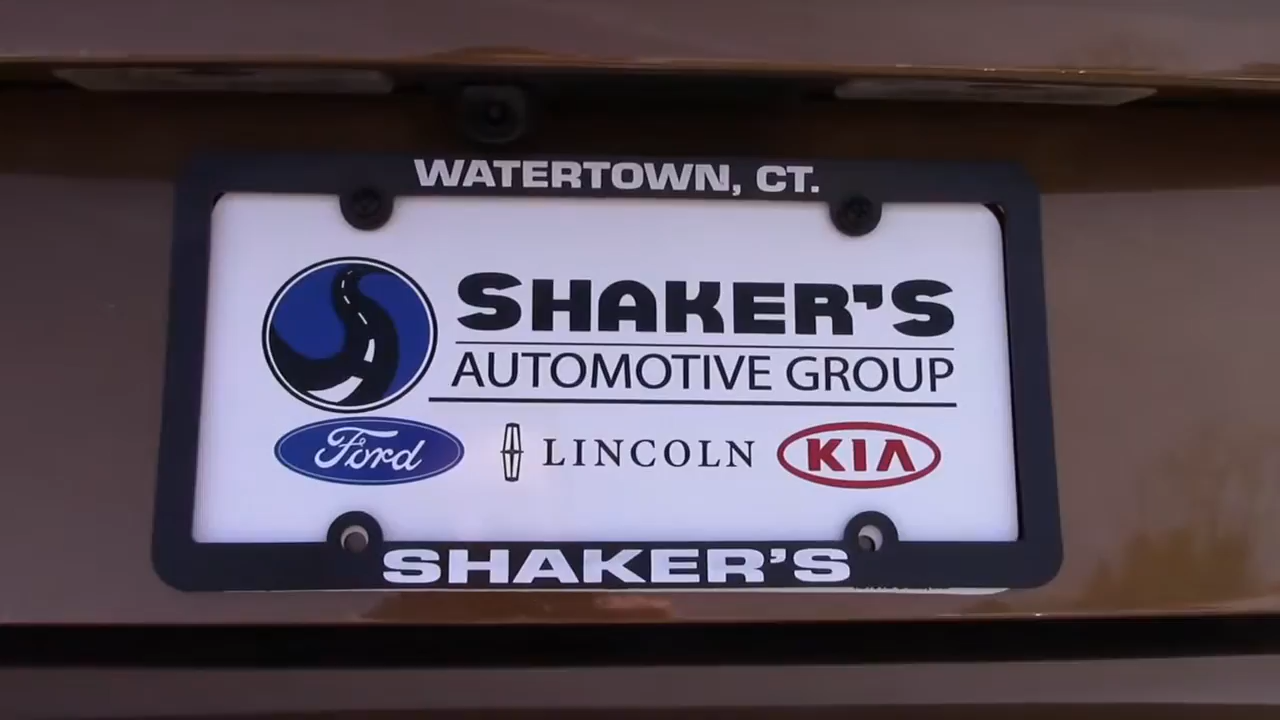 WATERTOWN, CT.
SHAKER'S
AUTOMOTIVE GROUP
Ford LINCOLN KIA
SHAKER'S